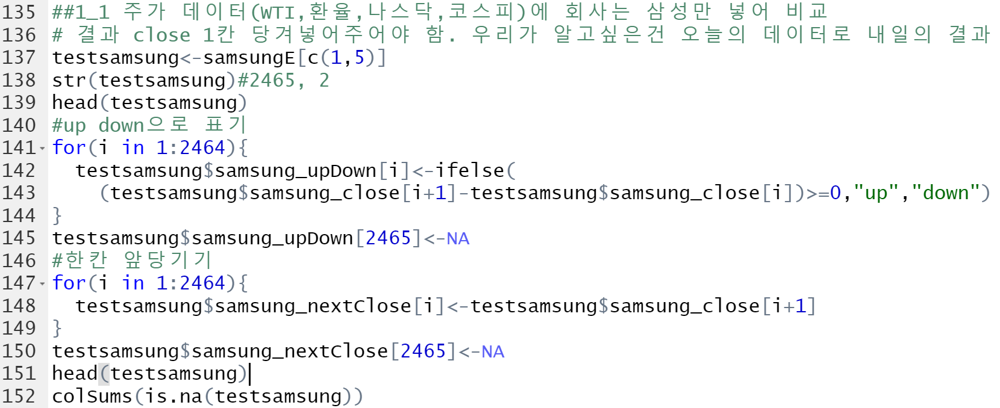 135 ##1_1 주가 데이터(WTI,환율,나스닥,코스피)에 회사는 삼성만 넣어 비교
136 # 결과 close 1칸 당겨넣어주어야 함. 우리가 알고싶은건 오늘의 데이터로 내일의 결과
137 testsamsung<-samsungE[c(1,5)]
138 str(testsamsung)#2465, 2
139 head(testsamsung)
140 #up down으로 표기
141 for(i in 1:2464){
142   testsamsung$samsung_upDown[i]<-ifelse(
143     (testsamsung$samsung_close[i+1]-testsamsung$samsung_close[i])>=0,"up","down")
144 }
145 testsamsung$samsung_upDown[2465]<-NA
146 #한칸 앞당기기
147 for(i in 1:2464){
148   testsamsung$samsung_nextClose[i]<-testsamsung$samsung_close[i+1]
149 }
150 testsamsung$samsung_nextClose[2465]<-NA
151 head(testsamsung)
152 colSums(is.na(testsamsung))